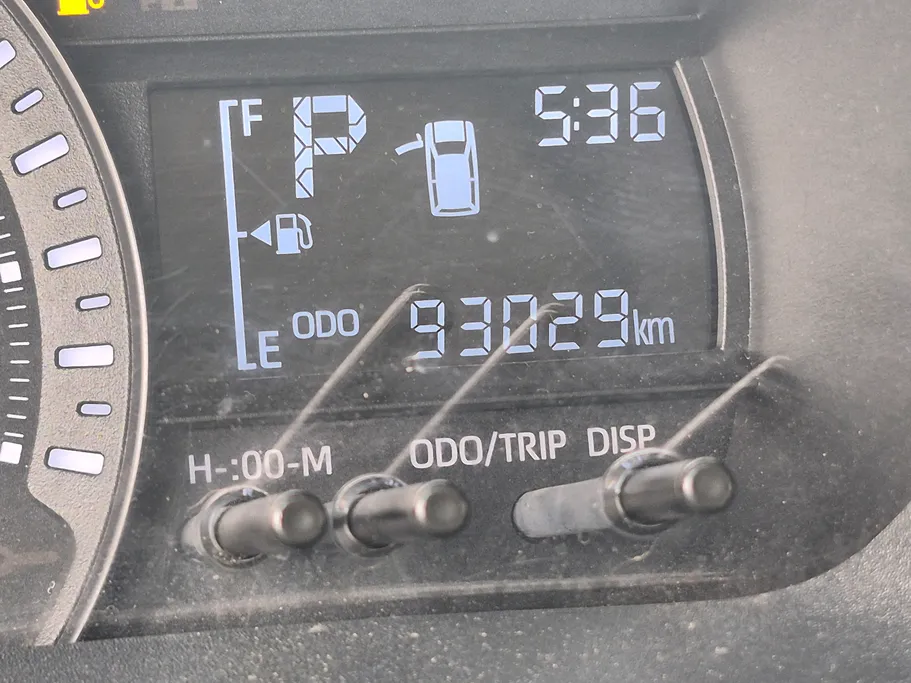 F P 5:36
E ODO 93029km
H-:00-M ODO/TRIP DISP